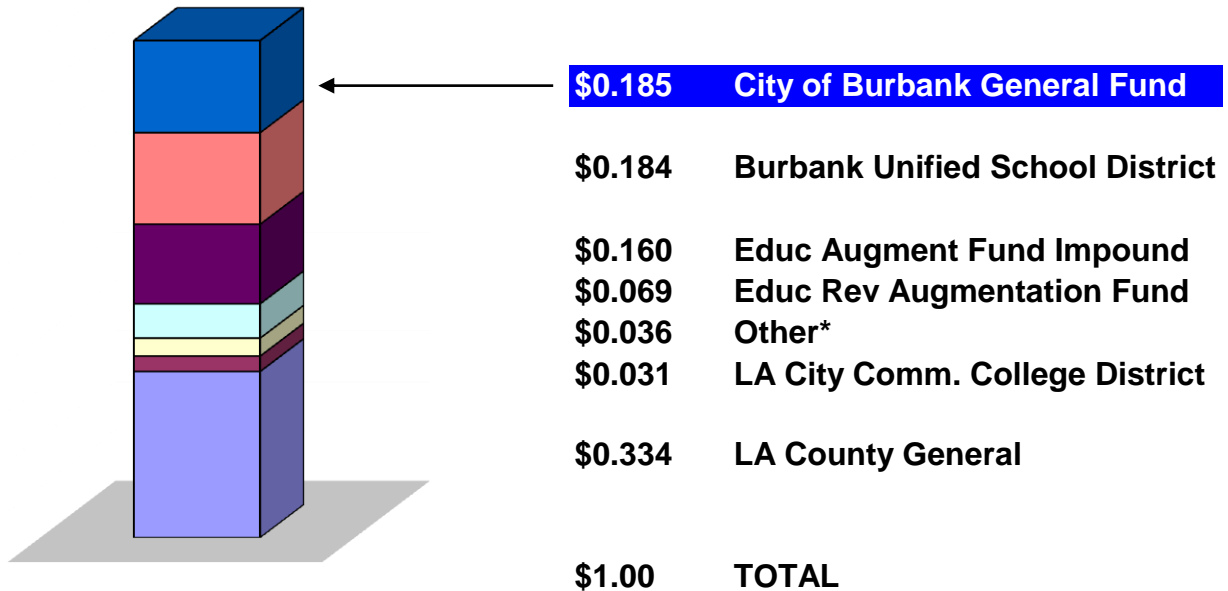 $0.185 City of Burbank General Fund
$0.184 Burbank Unified School District
$0.160 Educ Augment Fund Impound
$0.069 Educ Rev Augmentation Fund
$0.036 Other*
$0.031 LA City Comm. College District
$0.334 LA County General
$1.00 TOTAL